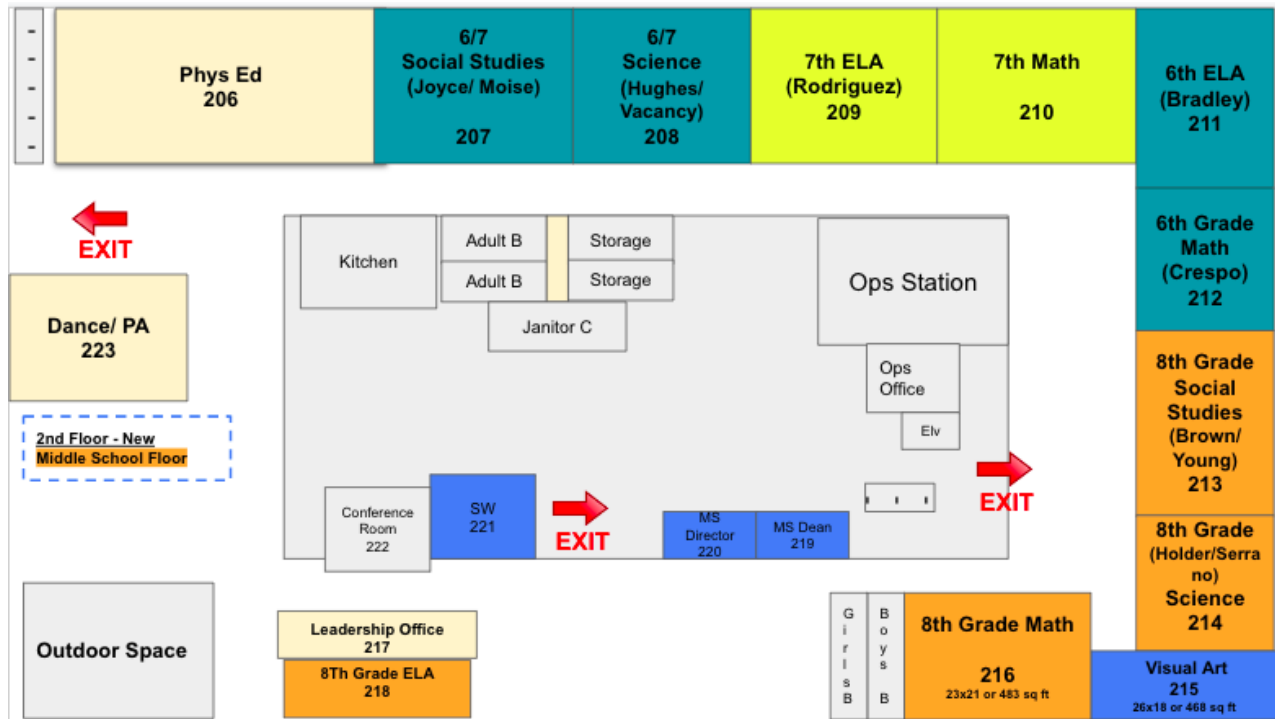 Phys Ed
206
6/7
Social Studies
(Joyce/ Moise)
207
6/7
Science
(Hughes/
Vacancy)
208
7th ELA
(Rodriguez)
209
7th Math
210
6th ELA
(Bradley)
211
EXIT
Kitchen
Adult B
Adult B
Storage
Storage
Janitor C
Ops Station
6th Grade
Math
(Crespo)
212
Dance/ PA
223
Ops
Office
Elv
8th Grade
Social
Studies
(Brown/
Young)
213
2nd Floor - New
Middle School Floor
Conference
Room
222
SW
221
EXIT
MS
Director
220
MS Dean
219
EXIT
8th Grade
(Holder/Serra
no)
Science
214
Outdoor Space
Leadership Office
217
8Th Grade ELA
218
Girls B
Boys B
8th Grade Math
216
23x21 or 483 sq ft
Visual Art
215
26x18 or 468 sq ft